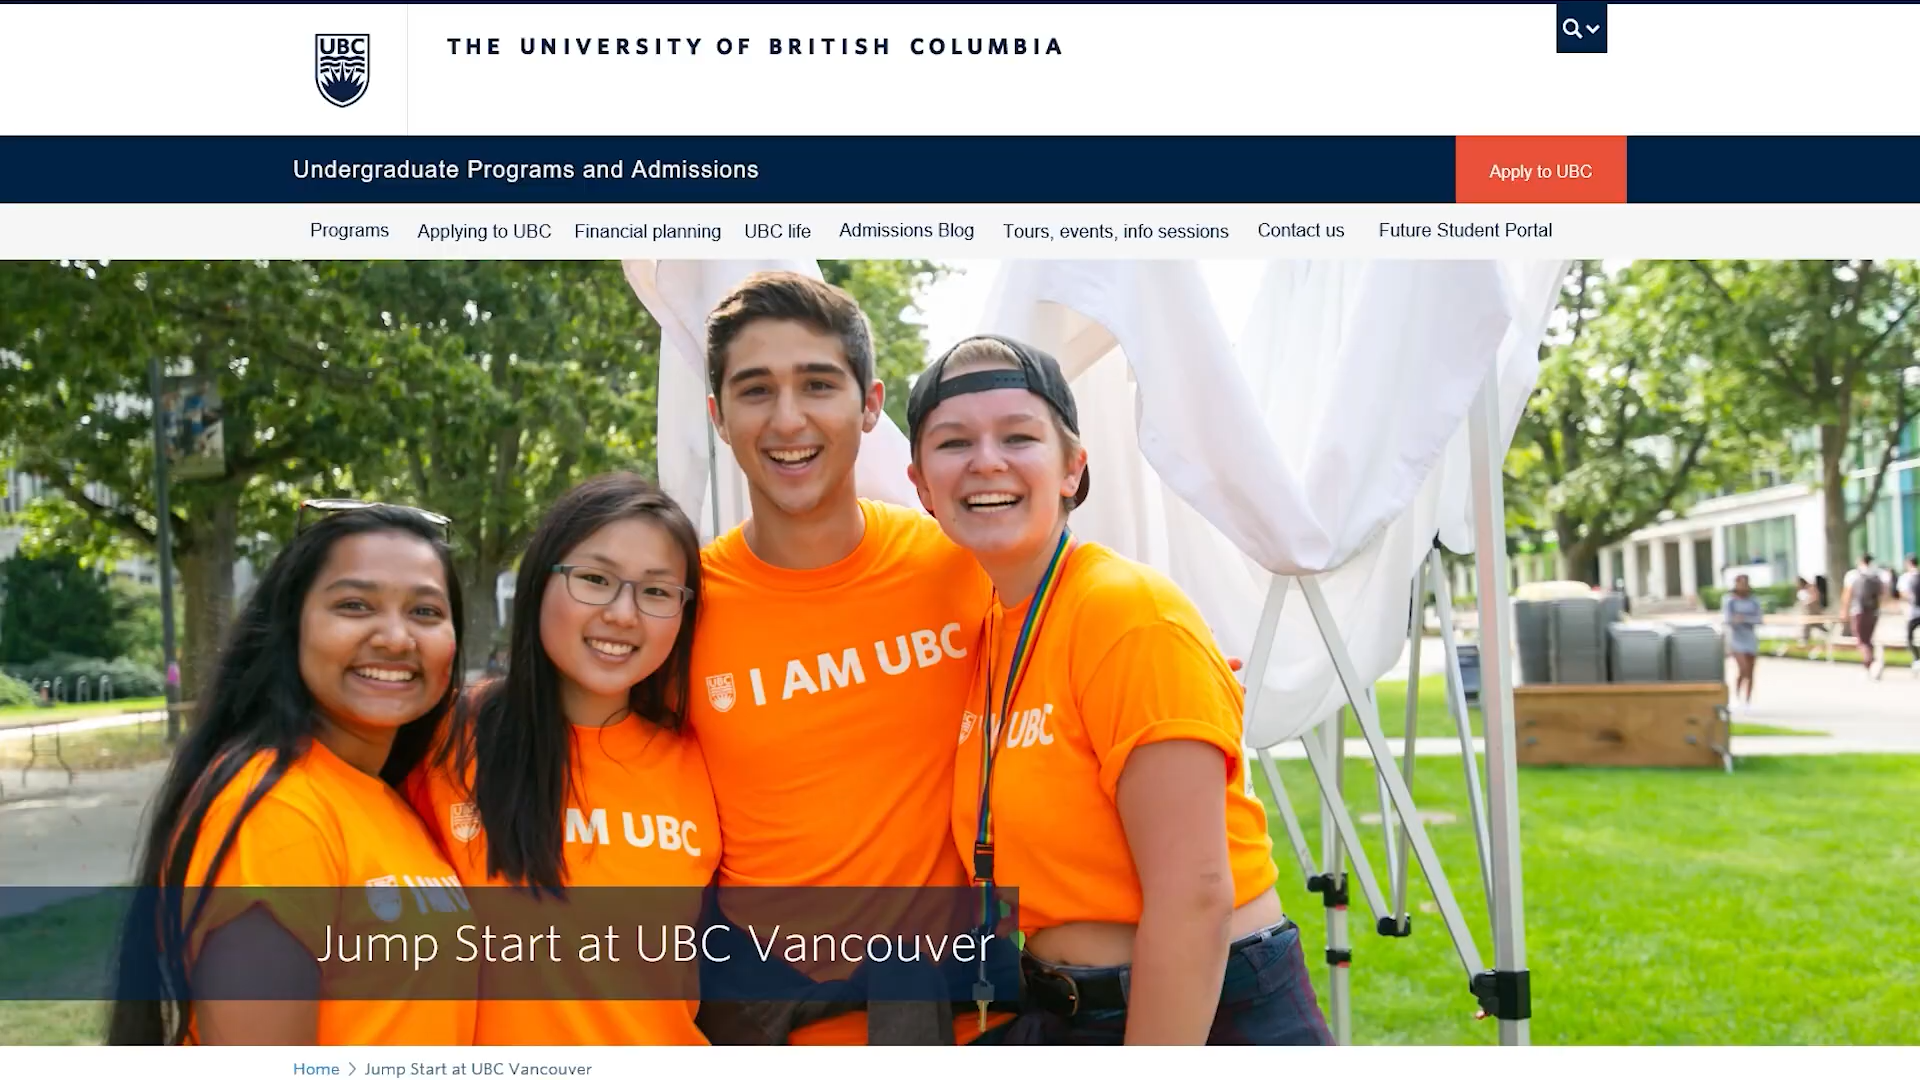 UBC
THE UNIVERSITY OF BRITISH COLUMBIA
Undergraduate Programs and Admissions
Apply to UBC
Programs
Applying to UBC
Financial planning
UBC life
Admissions Blog
Tours, events, info sessions
Contact us
Future Student Portal
UBC I AM UBC
UBC
UBC M UBC
Jump Start at UBC Vancouver
Home > Jump Start at UBC Vancouver